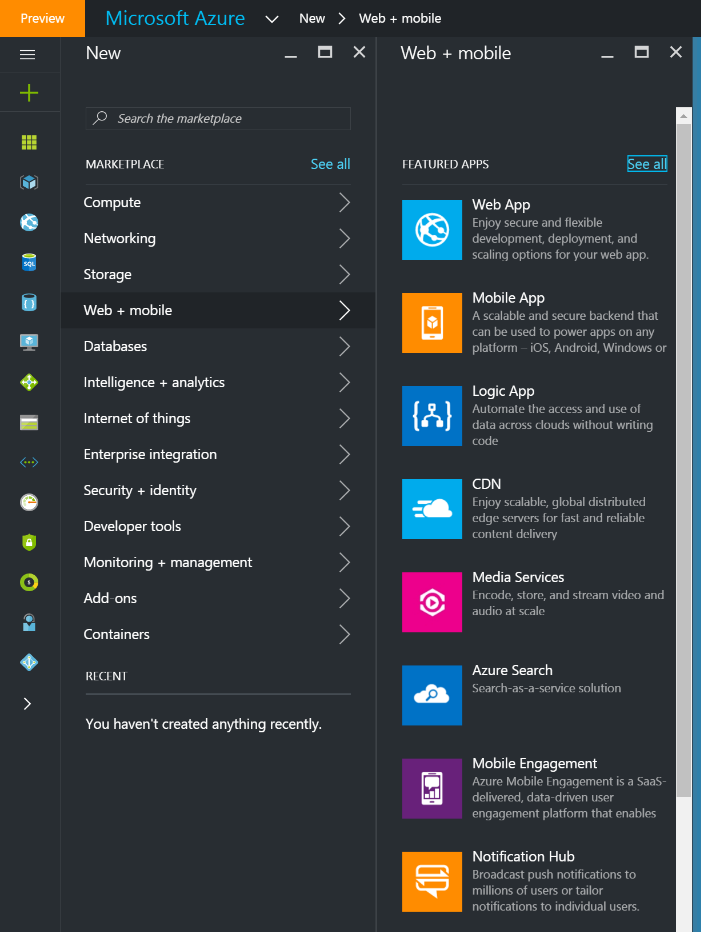 Preview
Microsoft Azure
New
Web + mobile
New
Search the marketplace
MARKETPLACE
See all
Compute
Networking
Storage
Web + mobile
Databases
Intelligence + analytics
Internet of things
Enterprise integration
Security + identity
Developer tools
Monitoring + management
Add-ons
Containers
RECENT
You haven't created anything recently.
Web + mobile
FEATURED APPS
See all
Web App
Enjoy secure and flexible
development, deployment, and
scaling options for your web app.
Mobile App
A scalable and secure backend that
can be used to power apps on any
platform – iOS, Android, Windows or
Logic App
Automate the access and use of
data across clouds without writing
code
CDN
Enjoy scalable, global distributed
edge servers for fast and reliable
content delivery
Media Services
Encode, store, and stream video and
audio at scale
Azure Search
Search-as-a-service solution
Mobile Engagement
Azure Mobile Engagement is a SaaS-
delivered, data-driven user
engagement platform that enables
Notification Hub
Broadcast push notifications to
millions of users or tailor
notifications to individual users.
SQL